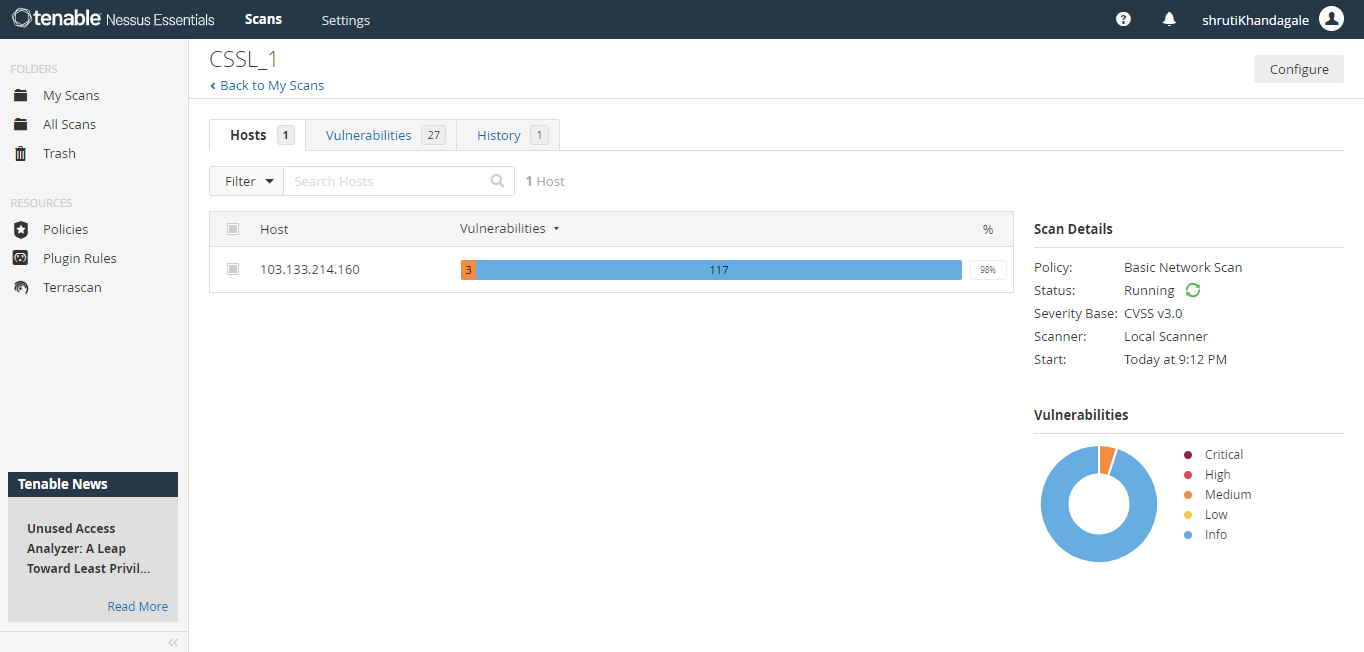 tenable Nessus Essentials Scans Settings shrutiKhandagale
FOLDERS
My Scans
All Scans
Trash
RESOURCES
Policies
Plugin Rules
Terrascan
Tenable News
Unused Access
Analyzer: A Leap
Toward Least Privil...
Read More
CSSL_1
Back to My Scans
Configure
Hosts 1 Vulnerabilities 27 History 1
Filter Search Hosts 1 Host
Host Vulnerabilities %
103.133.214.160 3 117 98%
Scan Details
Policy: Basic Network Scan
Status: Running
Severity Base: CVSS v3.0
Scanner: Local Scanner
Start: Today at 9:12 PM
Vulnerabilities
Critical
High
Medium
Low
Info